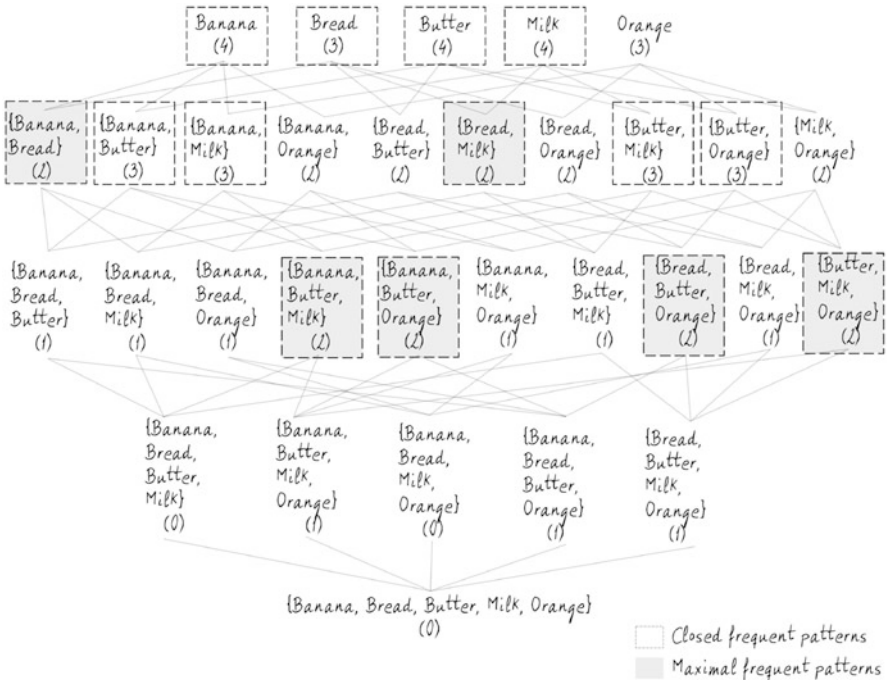 Banana
(4)
Bread
(3)
Butter
(4)
Milk
(4)
Orange
(3)
{Banana,
Bread}
(2)
{Banana,
Butter}
(3)
{Banana,
Milk}
(3)
{Banana,
Orange}
(2)
{Bread,
Butter}
(2)
{Bread,
Milk}
(2)
{Bread,
Orange}
(2)
{Butter,
Milk}
(3)
{Butter,
Orange}
(3)
{Milk,
Orange}
(2)
{Banana,
Bread,
Butter}
(1)
{Banana,
Bread,
Milk}
(1)
{Banana,
Bread,
Orange}
(1)
{Banana,
Butter,
Milk}
(2)
{Banana,
Butter,
Orange}
(2)
{Banana,
Milk,
Orange}
(1)
{Bread,
Butter,
Milk}
(1)
{Bread,
Butter,
Orange}
(2)
{Bread,
Milk,
Orange}
(1)
{Butter,
Milk,
Orange}
(2)
{Banana,
Bread,
Butter,
Milk}
(0)
{Banana,
Butter,
Milk,
Orange}
(1)
{Banana,
Bread,
Milk,
Orange}
(0)
{Banana,
Bread,
Butter,
Orange}
(1)
{Bread,
Butter,
Milk,
Orange}
(1)
{Banana, Bread, Butter, Milk, Orange}
(0)
Closed frequent patterns
Maximal frequent patterns